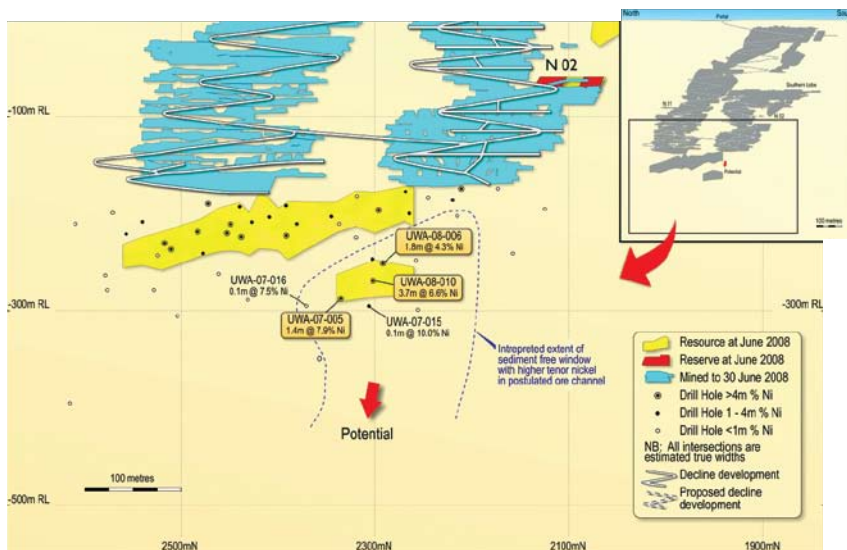 North
Portal
Southern Lobe
N 11
N 02
Potential
100 metres
N 02
-100m RL
UWA-08-006
1.8m @ 4.3% Ni
UWA-07-016
0.1m @ 7.5% Ni
UWA-08-010
3.7m @ 6.6% Ni
-300m RL
-300m RL
UWA-07-005
1.4m @ 7.9% Ni
UWA-07-015
0.1m @ 10.0% Ni
Intrepreted extent of
sediment free window
with higher tenor nickel
in postulated ore channel
Potential
100 metres
-500m RL
2500mN
2300mN
2100mN
1900mN
Resource at June 2008
Reserve at June 2008
Mined to 30 June 2008
Drill Hole >4m % Ni
Drill Hole 1 - 4m % Ni
Drill Hole <1m % Ni
NB; All intersections are
estimated true widths
Decline development
Proposed decline
development